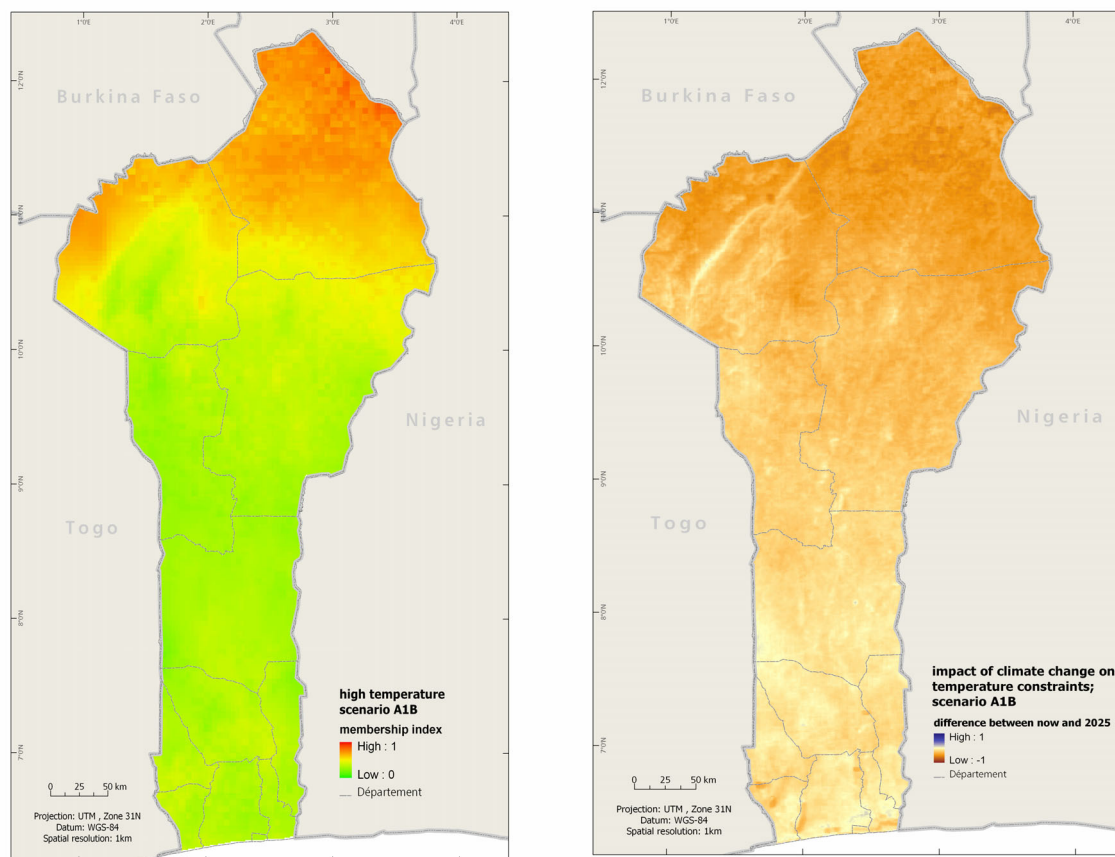 1°0'E 2°0'E 3°0'E 4°0'E
12°0'N
Burkina Faso
11°0'N
10°0'N
Nigeria
9°0'N
Togo
8°0'N
high temperature
scenario A1B
membership index
High : 1
Low : 0
Département
7°0'N
0 25 50 km
Projection: UTM , Zone 31N
Datum: WGS-84
Spatial resolution: 1km
1°0'E 2°0'E 3°0'E 4°0'E
12°0'N
Burkina Faso
11°0'N
10°0'N
Nigeria
9°0'N
Togo
8°0'N
impact of climate change on
temperature constraints;
scenario A1B
difference between now and 2025
High : 1
Low : -1
Département
7°0'N
0 25 50 km
Projection: UTM , Zone 31N
Datum: WGS-84
Spatial resolution: 1km